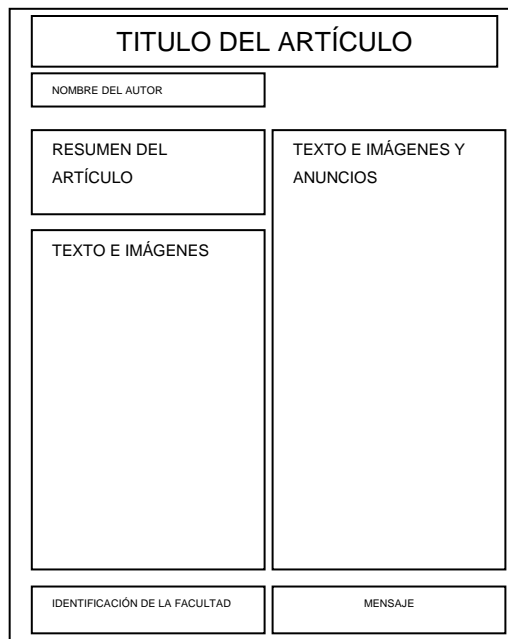 TITULO DEL ARTÍCULO
NOMBRE DEL AUTOR
RESUMEN DEL
ARTÍCULO
TEXTO E IMÁGENES
TEXTO E IMÁGENES Y
ANUNCIOS
IDENTIFICACIÓN DE LA FACULTAD
MENSAJE